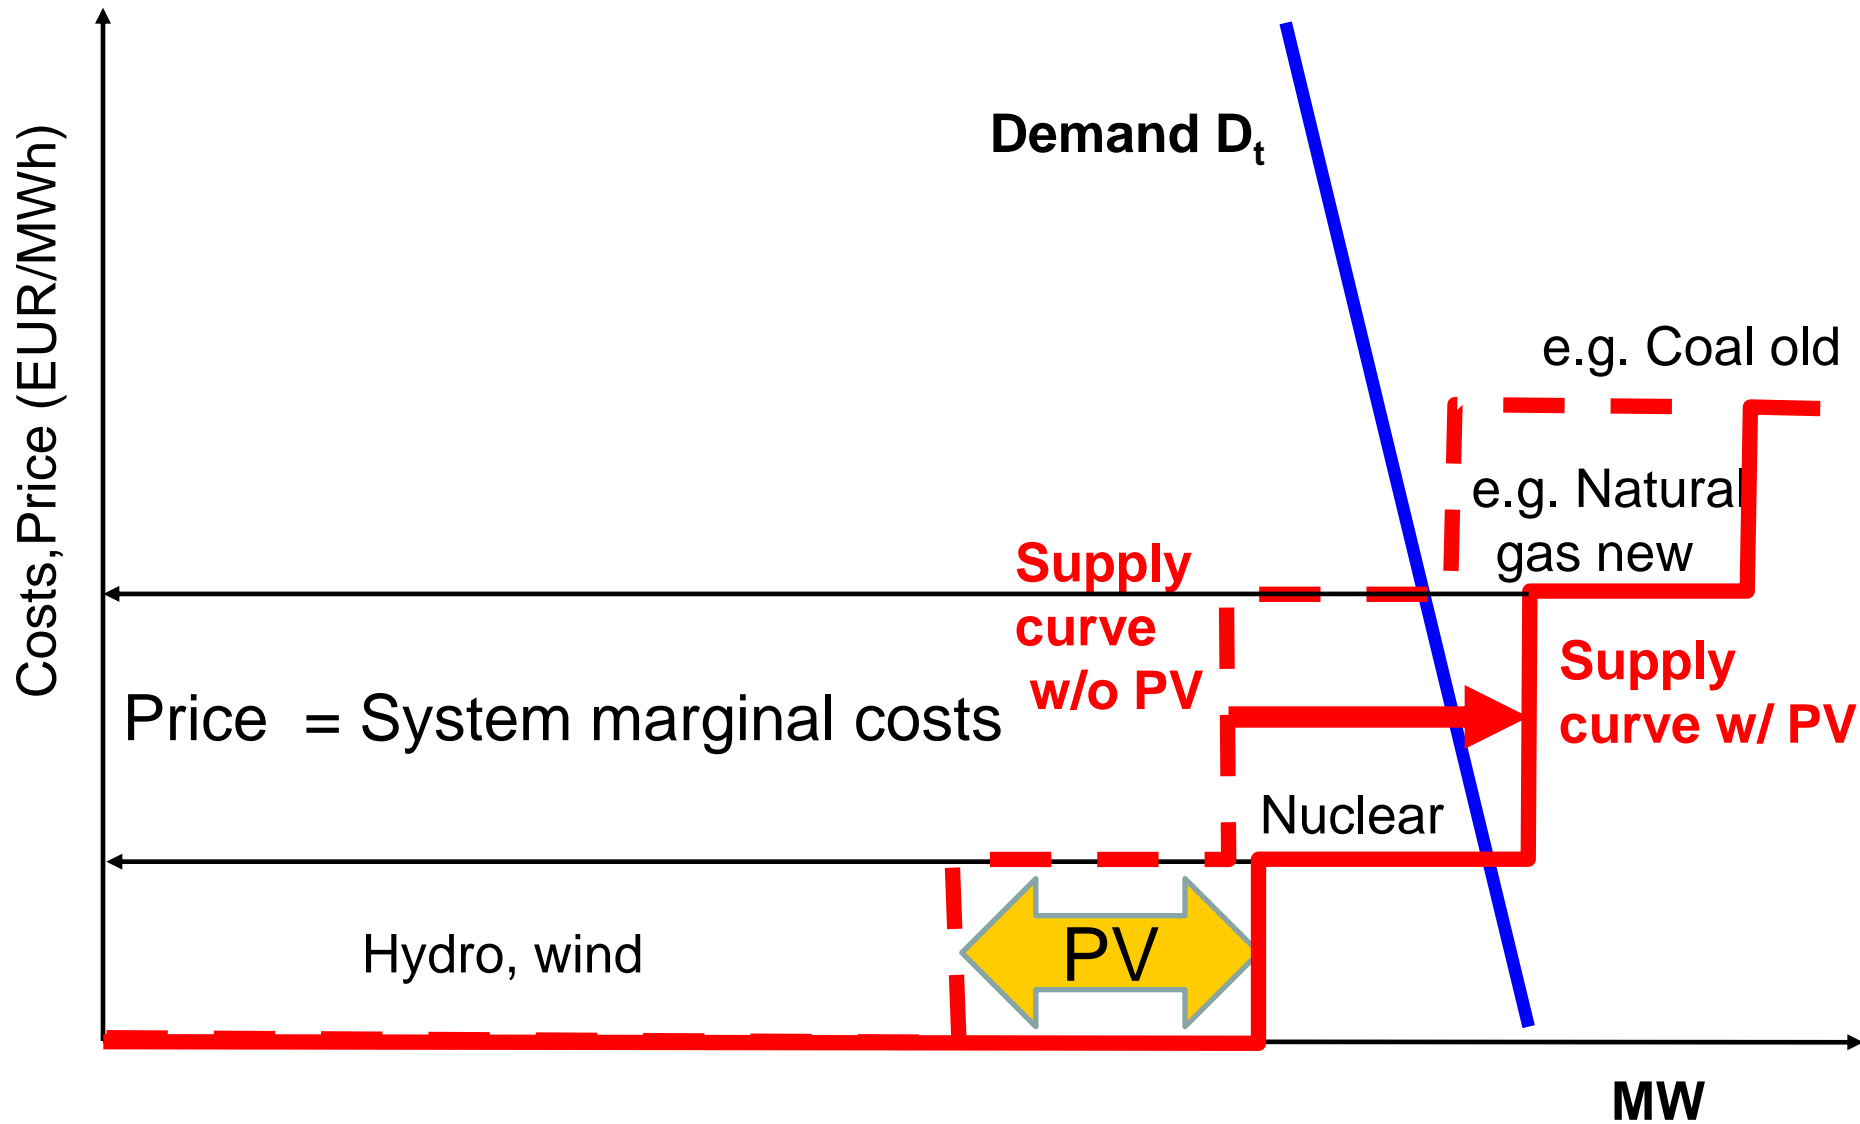 Costs,Price (EUR/MWh)
Demand Dt
e.g. Coal old
e.g. Natural
gas new
Supply
curve
w/o PV
Supply
curve w/ PV
Price = System marginal costs
Nuclear
Hydro, wind
PV
MW